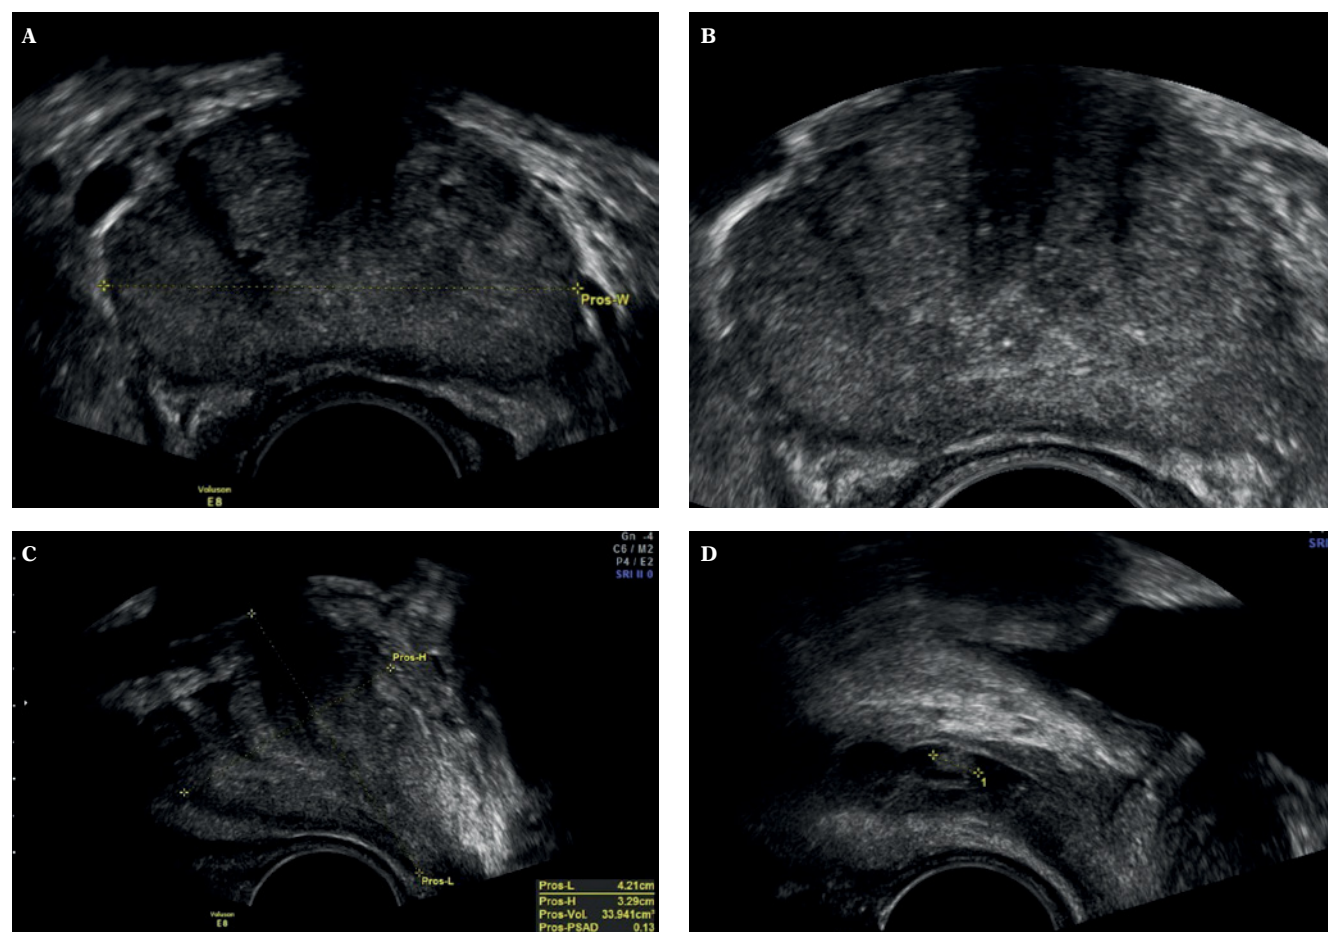 A
B
Pros-W
Voluson
E8
C
Gn -4
C6 / M2
P4 / E2
SRI II 0
Pros-H
Pros-L
Pros-L 4.21cm
Pros-H 3.29cm
Pros-Vol. 33.941cm³
Pros-PSAD 0.13
Voluson
E8
D
SRI
1